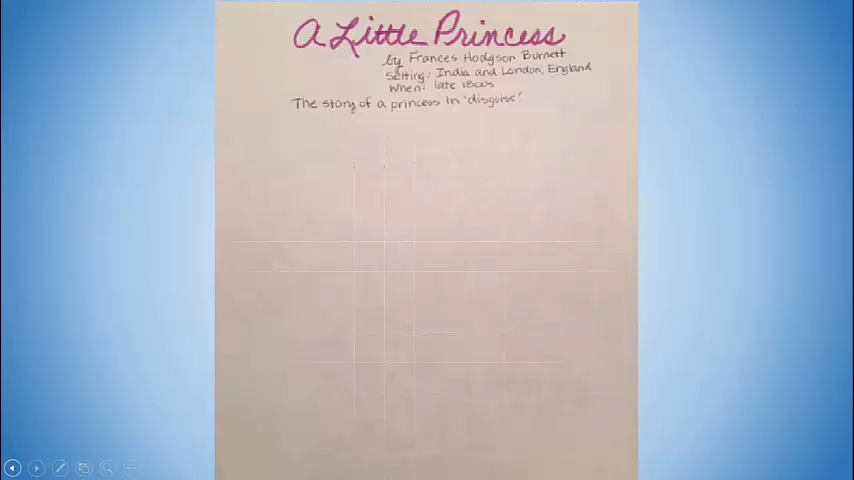 A Little Princess
by Frances Hodgson Burnett
Setting: India and London, England
When: late 1800s
The story of a princess in 'disguise'!